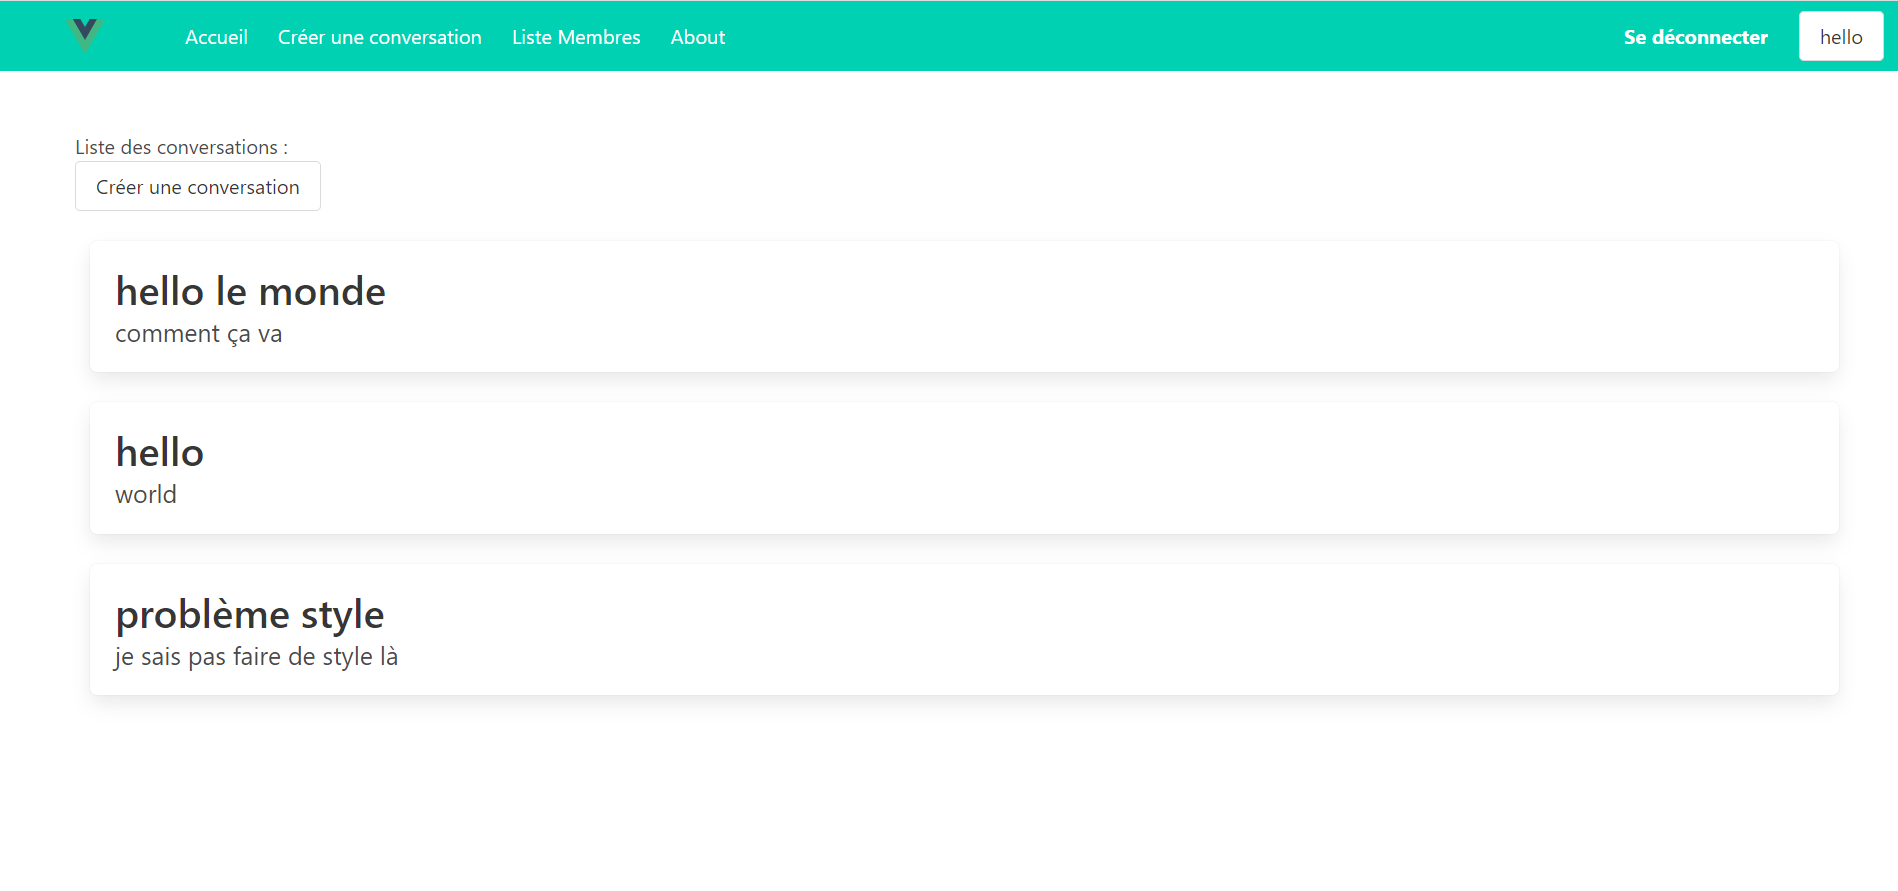 Accueil Créer une conversation Liste Membres About Se déconnecter hello
Liste des conversations :
Créer une conversation
hello le monde
comment ça va
hello
world
problème style
je sais pas faire de style là